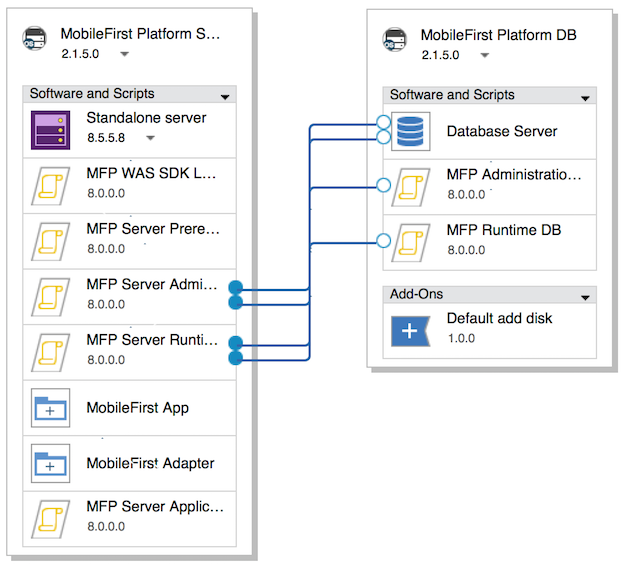 MobileFirst Platform S...
2.1.5.0
Software and Scripts
Standalone server
8.5.5.8
MFP WAS SDK L...
8.0.0.0
MFP Server Prere...
8.0.0.0
MFP Server Admi...
8.0.0.0
MFP Server Runti...
8.0.0.0
MobileFirst App
MobileFirst Adapter
MFP Server Applic...
8.0.0.0
MobileFirst Platform DB
2.1.5.0
Software and Scripts
Database Server
MFP Administratio...
8.0.0.0
MFP Runtime DB
8.0.0.0
Add-Ons
Default add disk
1.0.0